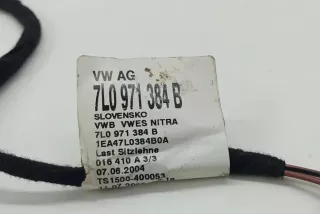 VW AG
7L0 971 384 B
SLOVENSKO
VWB VWES NITRA
7L0 971 384 B
1EA47L0384B0A
Last Sitzlehne
016 410 A 3/3
07.06.2004
TS1500-400053